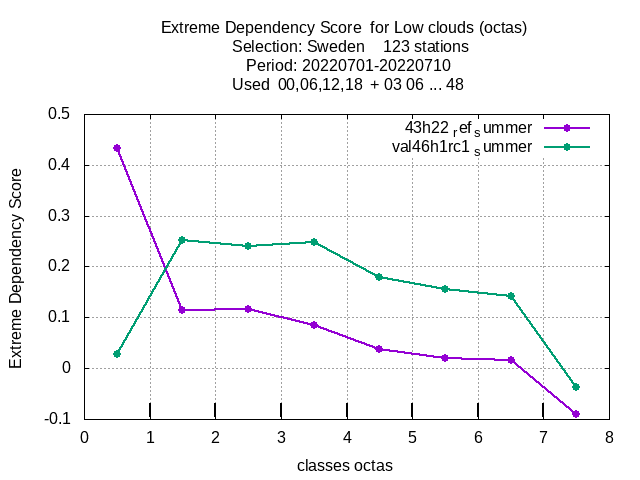 Extreme Dependency Score for Low clouds (octas)
Selection: Sweden 123 stations
Period: 20220701-20220710
Used 00,06,12,18 + 03 06 ... 48
43h22ref summer
val46h1rc1 summer
0.5
0.4
0.3
0.2
0.1
0
-0.1
Extreme Dependency Score
0 1 2 3 4 5 6 7 8
classes octas